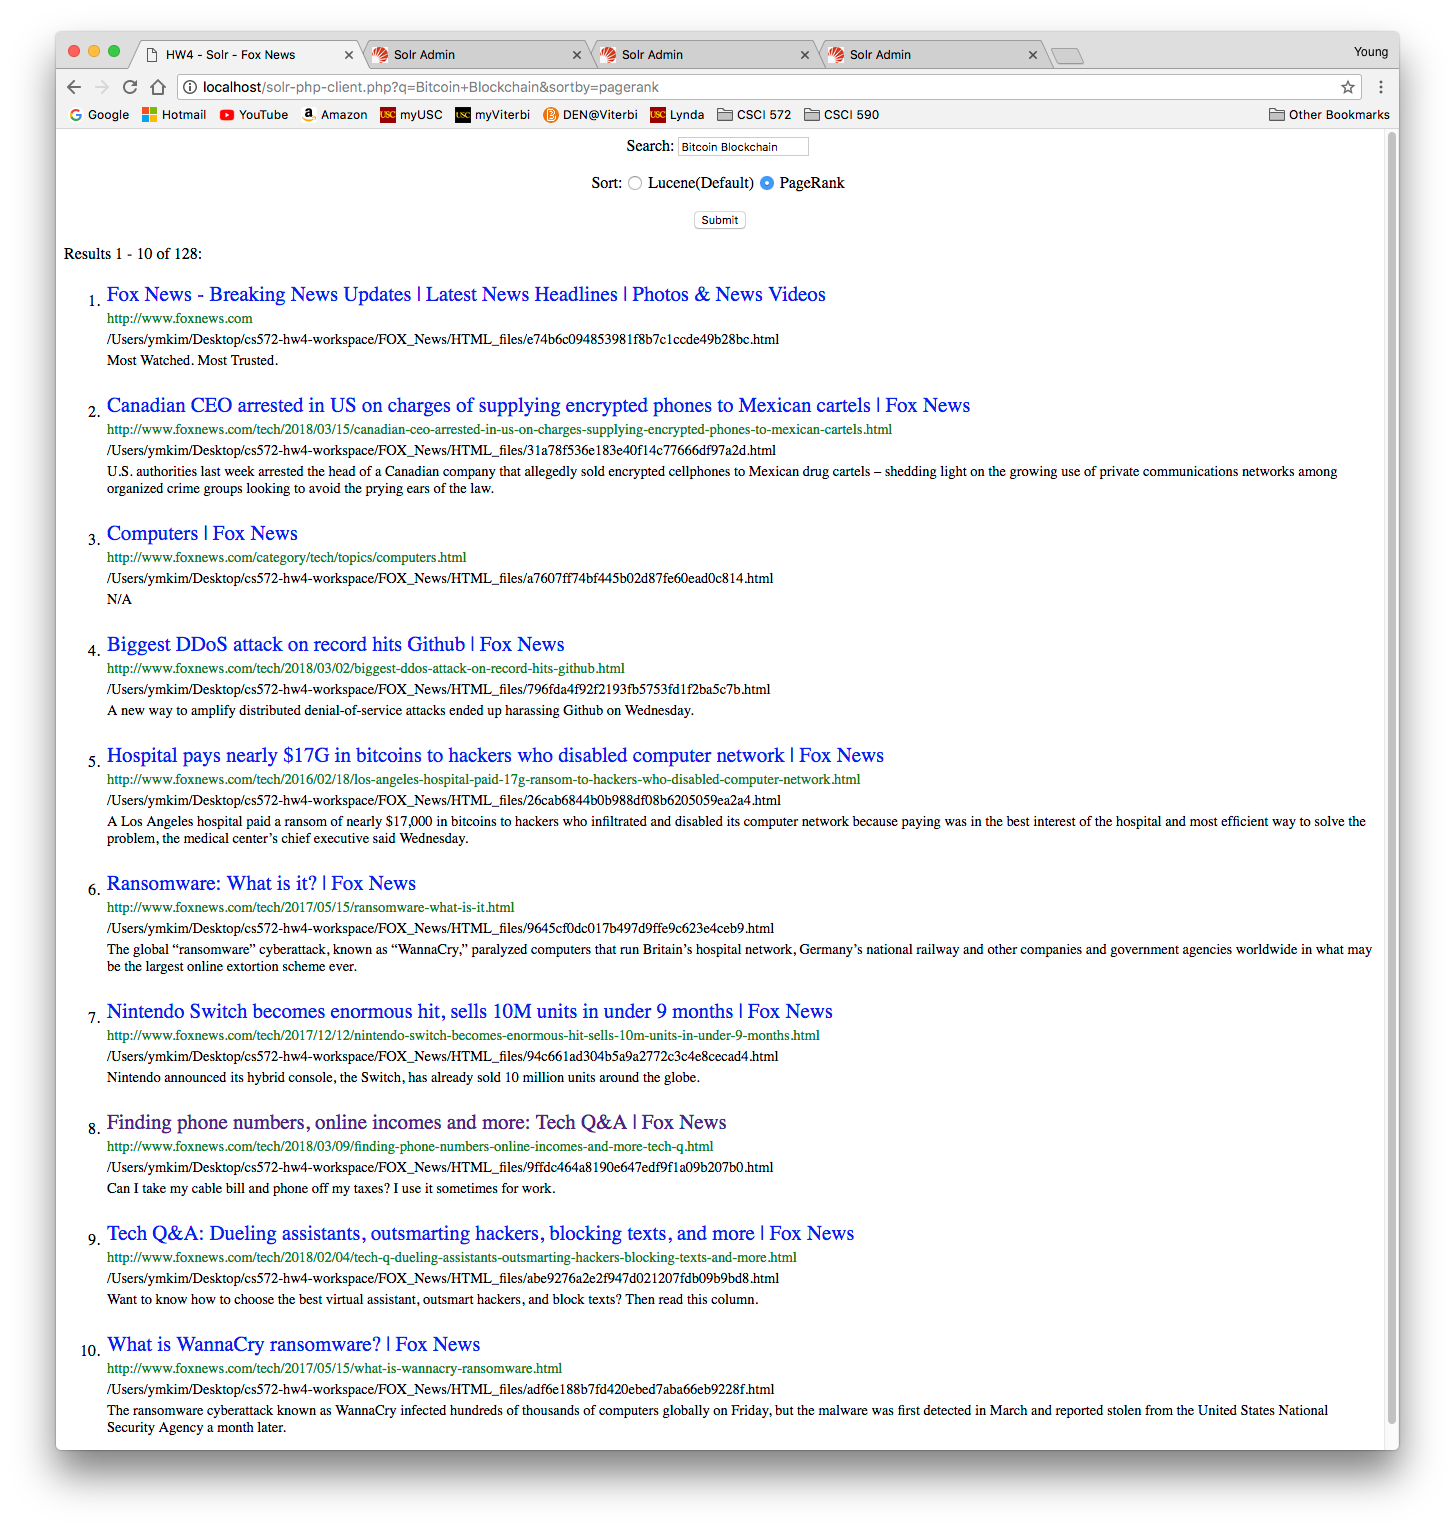 HW4 - Solr - Fox News
Solr Admin
Solr Admin
Solr Admin
Young
localhost/solr-php-client.php?q=Bitcoin+Blockchain&sortby=pagerank
Google
Hotmail
YouTube
Amazon
USC myUSC
USC myViterbi
DEN@Viterbi
USC Lynda
CSCI 572
CSCI 590
Other Bookmarks
Search: Bitcoin Blockchain
Sort: Lucene(Default) PageRank
Submit
Results 1 - 10 of 128:
1. Fox News - Breaking News Updates | Latest News Headlines | Photos & News Videos
http://www.foxnews.com
/Users/ymkim/Desktop/cs572-hw4-workspace/FOX_News/HTML_files/e74b6c094853981f8b7c1ccde49b28bc.html
Most Watched. Most Trusted.
2. Canadian CEO arrested in US on charges of supplying encrypted phones to Mexican cartels | Fox News
http://www.foxnews.com/tech/2018/03/15/canadian-ceo-arrested-in-us-on-charges-supplying-encrypted-phones-to-mexican-cartels.html
/Users/ymkim/Desktop/cs572-hw4-workspace/FOX_News/HTML_files/31a78f536e183e40f14c77666df97a2d.html
U.S. authorities last week arrested the head of a Canadian company that allegedly sold encrypted cellphones to Mexican drug cartels – shedding light on the growing use of private communications networks among
organized crime groups looking to avoid the prying ears of the law.
3. Computers | Fox News
http://www.foxnews.com/category/tech/topics/computers.html
/Users/ymkim/Desktop/cs572-hw4-workspace/FOX_News/HTML_files/a7607ff74bf445b02d87fe60ead0c814.html
N/A
4. Biggest DDoS attack on record hits Github | Fox News
http://www.foxnews.com/tech/2018/03/02/biggest-ddos-attack-on-record-hits-github.html
/Users/ymkim/Desktop/cs572-hw4-workspace/FOX_News/HTML_files/796fda4f92f2193fb5753fd1f2ba5c7b.html
A new way to amplify distributed denial-of-service attacks ended up harassing Github on Wednesday.
5. Hospital pays nearly $17G in bitcoins to hackers who disabled computer network | Fox News
http://www.foxnews.com/tech/2016/02/18/los-angeles-hospital-paid-17g-ransom-to-hackers-who-disabled-computer-network.html
/Users/ymkim/Desktop/cs572-hw4-workspace/FOX_News/HTML_files/26cab6844b0b988df08b6205059ea2a4.html
A Los Angeles hospital paid a ransom of nearly $17,000 in bitcoins to hackers who infiltrated and disabled its computer network because paying was in the best interest of the hospital and most efficient way to solve the
problem, the medical center’s chief executive said Wednesday.
6. Ransomware: What is it? | Fox News
http://www.foxnews.com/tech/2017/05/15/ransomware-what-is-it.html
/Users/ymkim/Desktop/cs572-hw4-workspace/FOX_News/HTML_files/9645cf0dc017b497d9ffe9c623e4ceb9.html
The global “ransomware” cyberattack, known as “WannaCry,” paralyzed computers that run Britain’s hospital network, Germany’s national railway and other companies and government agencies worldwide in what may
be the largest online extortion scheme ever.
7. Nintendo Switch becomes enormous hit, sells 10M units in under 9 months | Fox News
http://www.foxnews.com/tech/2017/12/12/nintendo-switch-becomes-enormous-hit-sells-10m-units-in-under-9-months.html
/Users/ymkim/Desktop/cs572-hw4-workspace/FOX_News/HTML_files/94c661ad304b5a9a2772c3c4e8cecad4.html
Nintendo announced its hybrid console, the Switch, has already sold 10 million units around the globe.
8. Finding phone numbers, online incomes and more: Tech Q&A | Fox News
http://www.foxnews.com/tech/2018/03/09/finding-phone-numbers-online-incomes-and-more-tech-q.html
/Users/ymkim/Desktop/cs572-hw4-workspace/FOX_News/HTML_files/9ffdc464a8190e647edf9f1a09b207b0.html
Can I take my cable bill and phone off my taxes? I use it sometimes for work.
9. Tech Q&A: Dueling assistants, outsmarting hackers, blocking texts, and more | Fox News
http://www.foxnews.com/tech/2018/02/04/tech-q-dueling-assistants-outsmarting-hackers-blocking-texts-and-more.html
/Users/ymkim/Desktop/cs572-hw4-workspace/FOX_News/HTML_files/abe9276a2e2f947d021207fdb09b9bd8.html
Want to know how to choose the best virtual assistant, outsmart hackers, and block texts? Then read this column.
10. What is WannaCry ransomware? | Fox News
http://www.foxnews.com/tech/2017/05/15/what-is-wannacry-ransomware.html
/Users/ymkim/Desktop/cs572-hw4-workspace/FOX_News/HTML_files/adf6e188b7fd420ebed7aba66eb9228f.html
The ransomware cyberattack known as WannaCry infected hundreds of thousands of computers globally on Friday, but the malware was first detected in March and reported stolen from the United States National
Security Agency a month later.